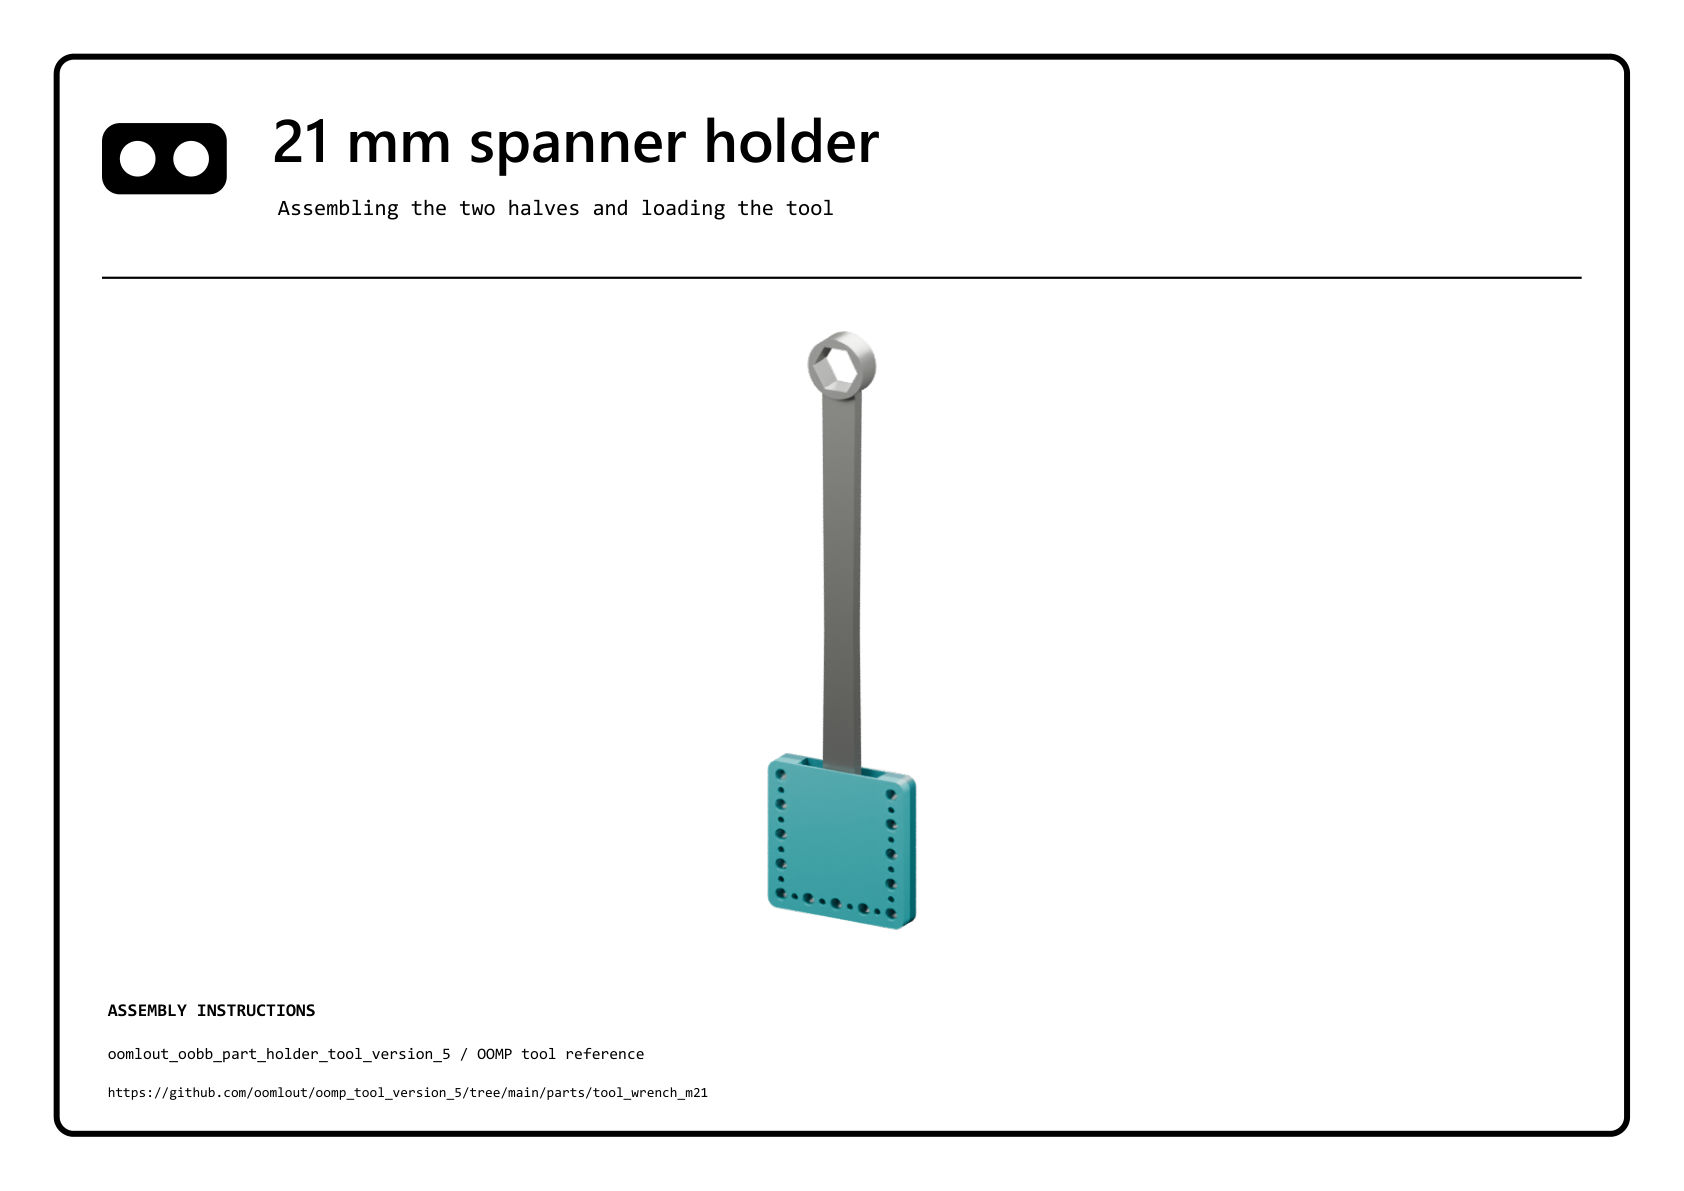 21 mm spanner holder
Assembling the two halves and loading the tool
ASSEMBLY INSTRUCTIONS
oomlout_oobb_part_holder_tool_version_5 / OOMP tool reference
https://github.com/oomlout/oomp_tool_version_5/tree/main/parts/tool_wrench_m21